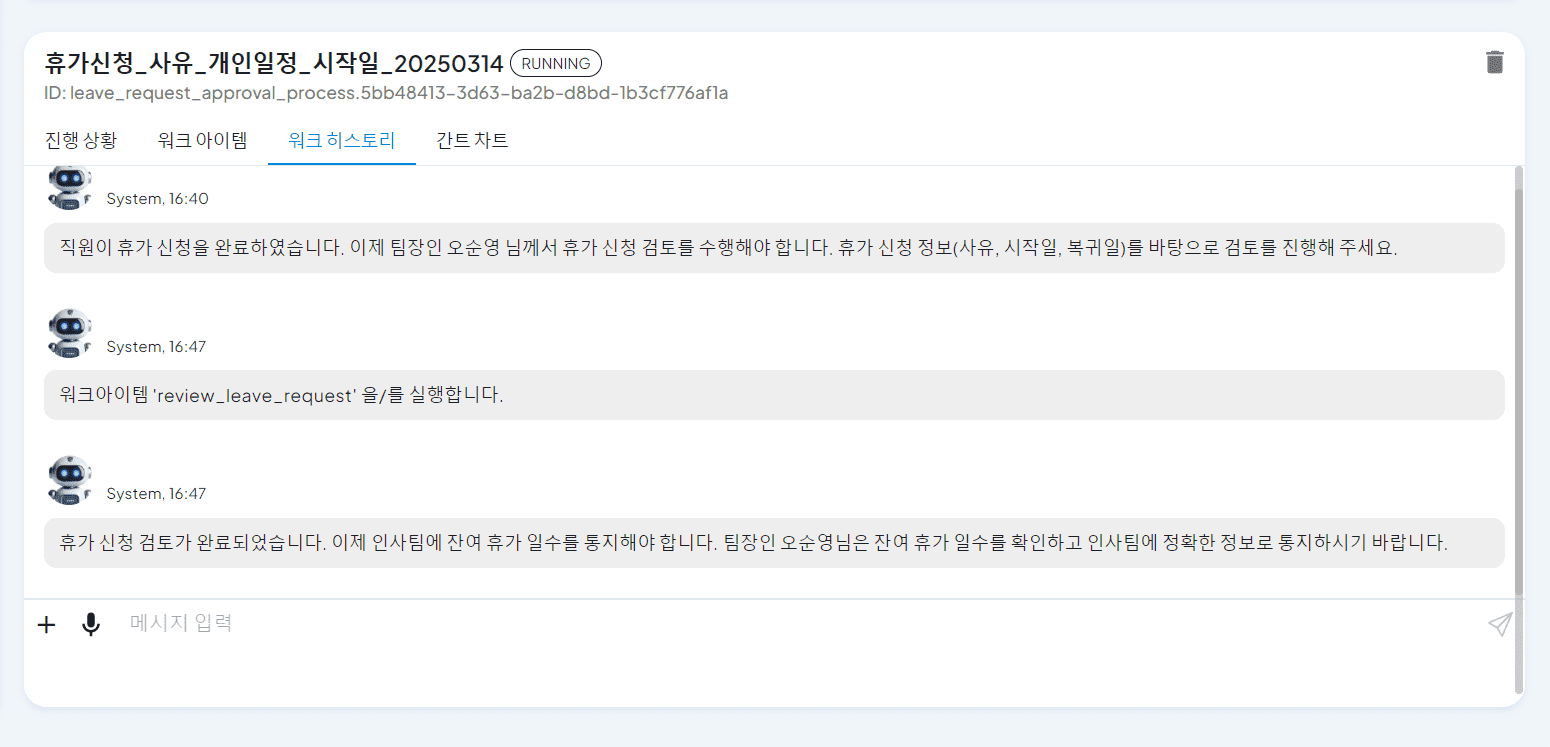 휴가신청_사유_개인일정_시작일_20250314 RUNNING
ID: leave_request_approval_process.5bb48413-3d63-ba2b-d8bd-1b3cf776af1a
진행 상황 워크 아이템 워크 히스토리 간트 차트
System, 16:40
직원이 휴가 신청을 완료하였습니다. 이제 팀장인 오순영 님께서 휴가 신청 검토를 수행해야 합니다. 휴가 신청 정보(사유, 시작일, 복귀일)를 바탕으로 검토를 진행해 주세요.
System, 16:47
워크아이템 'review_leave_request' 을/를 실행합니다.
System, 16:47
휴가 신청 검토가 완료되었습니다. 이제 인사팀에 잔여 휴가 일수를 통지해야 합니다. 팀장인 오순영님은 잔여 휴가 일수를 확인하고 인사팀에 정확한 정보로 통지하시기 바랍니다.
메시지 입력